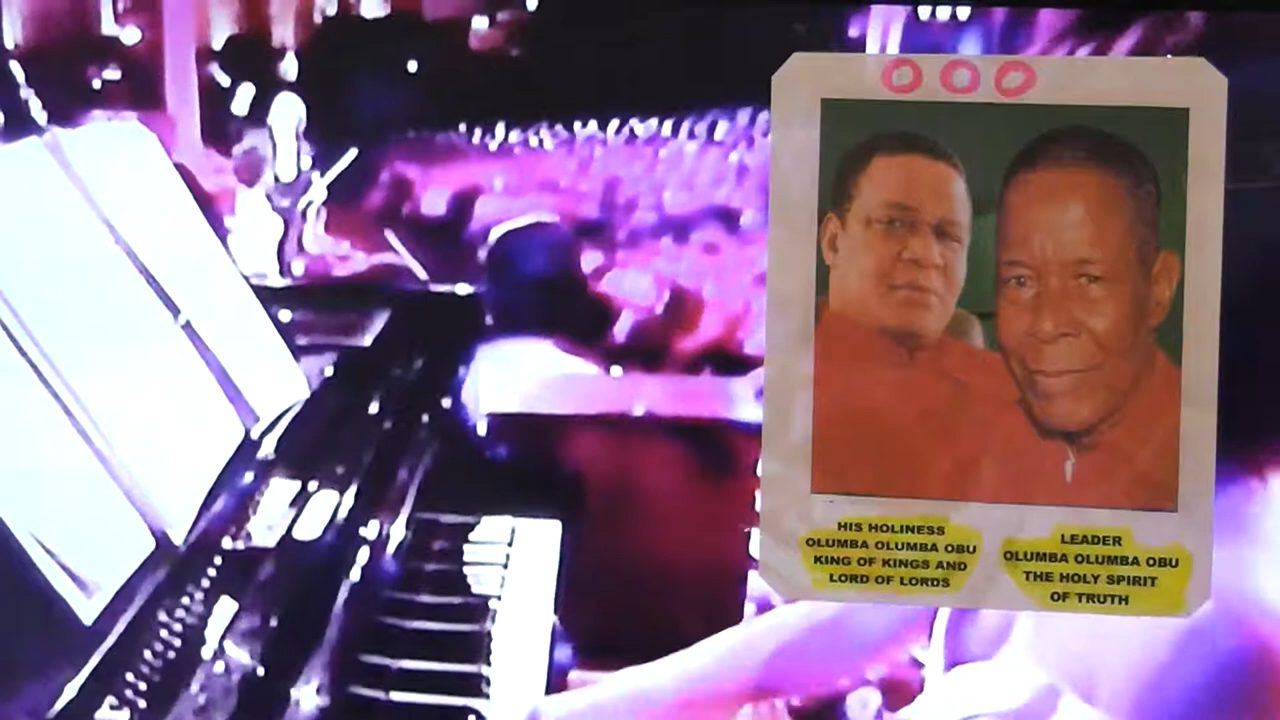 OOO
HIS HOLINESS
OLUMBA OLUMBA OBU
KING OF KINGS AND
LORD OF LORDS
LEADER
OLUMBA OLUMBA OBU
THE HOLY SPIRIT
OF TRUTH